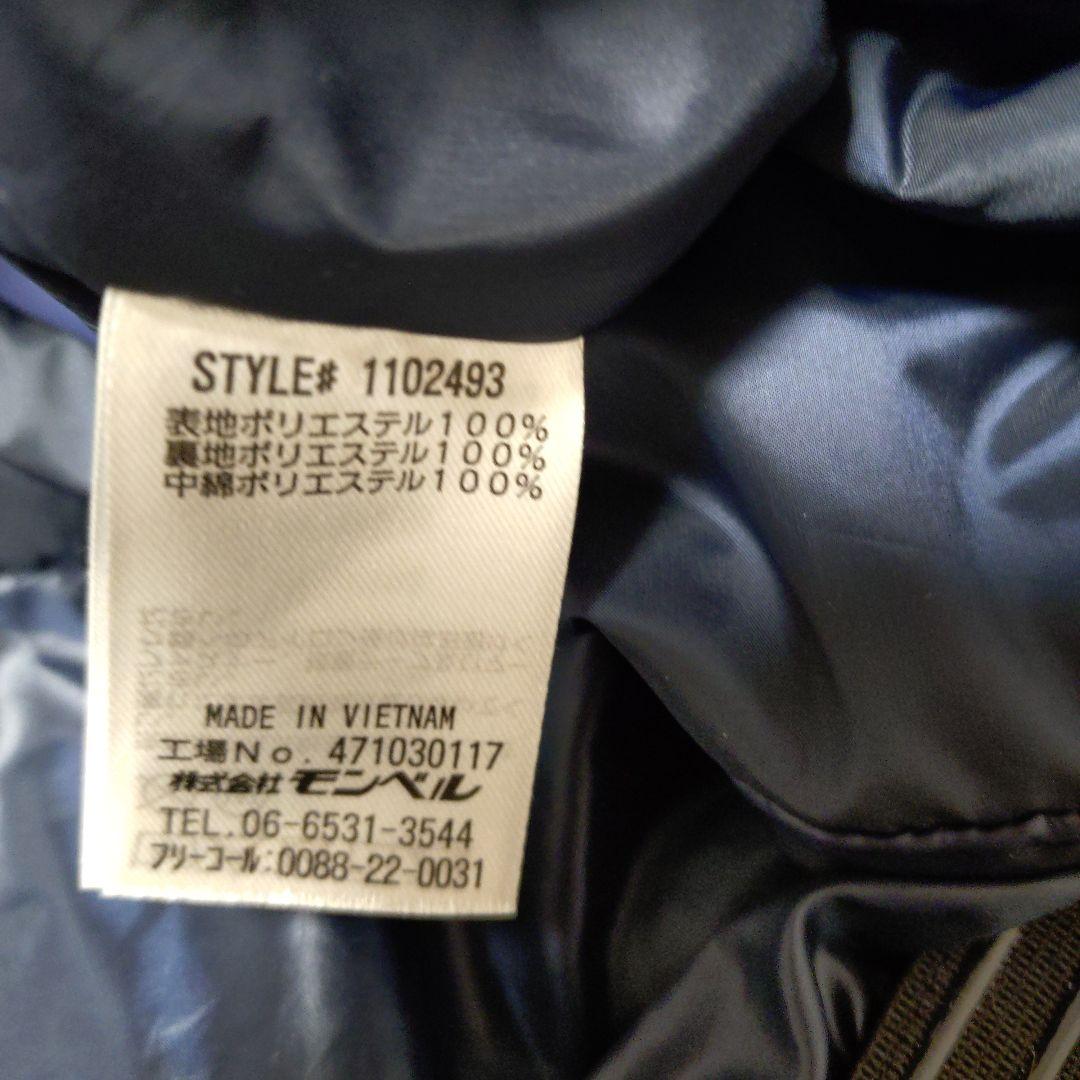 STYLE# 1102493
表地ポリエステル１００％
裏地ポリエステル１００％
中綿ポリエステル１００％
MADE IN VIETNAM
工場Ｎｏ. 471030117
株式会社 モンベル
TEL.06-6531-3544
フリーコール:0088-22-0031